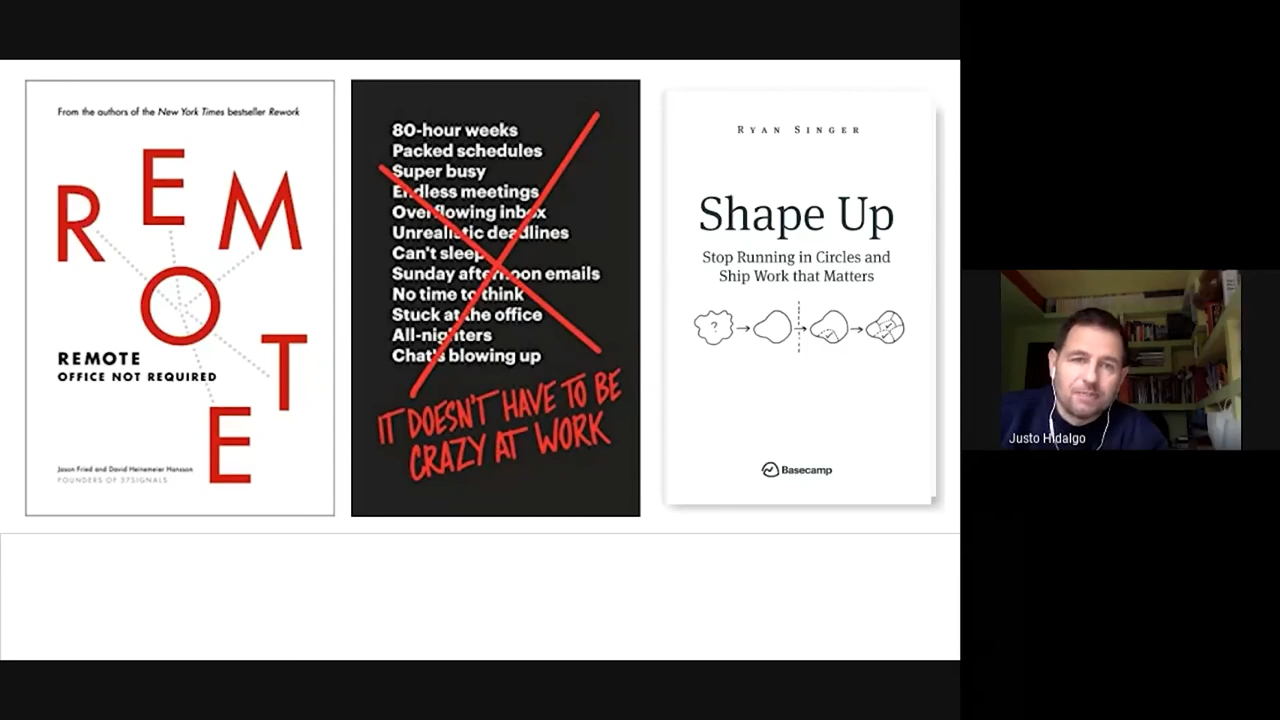 From the authors of the New York Times bestseller Rework
REMOTE
REMOTE
OFFICE NOT REQUIRED
Jason Fried and David Heinemeier Hansson
FOUNDERS OF 37SIGNALS
80-hour weeks
Packed schedules
Super busy
Endless meetings
Overflowing inbox
Unrealistic deadlines
Can't sleep
Sunday afternoon emails
No time to think
Stuck at the office
All-nighters
Chat's blowing up
IT DOESN'T HAVE TO BE
CRAZY AT WORK
RYAN SINGER
Shape Up
Stop Running in Circles and
Ship Work that Matters
?
Basecamp
Justo Hidalgo